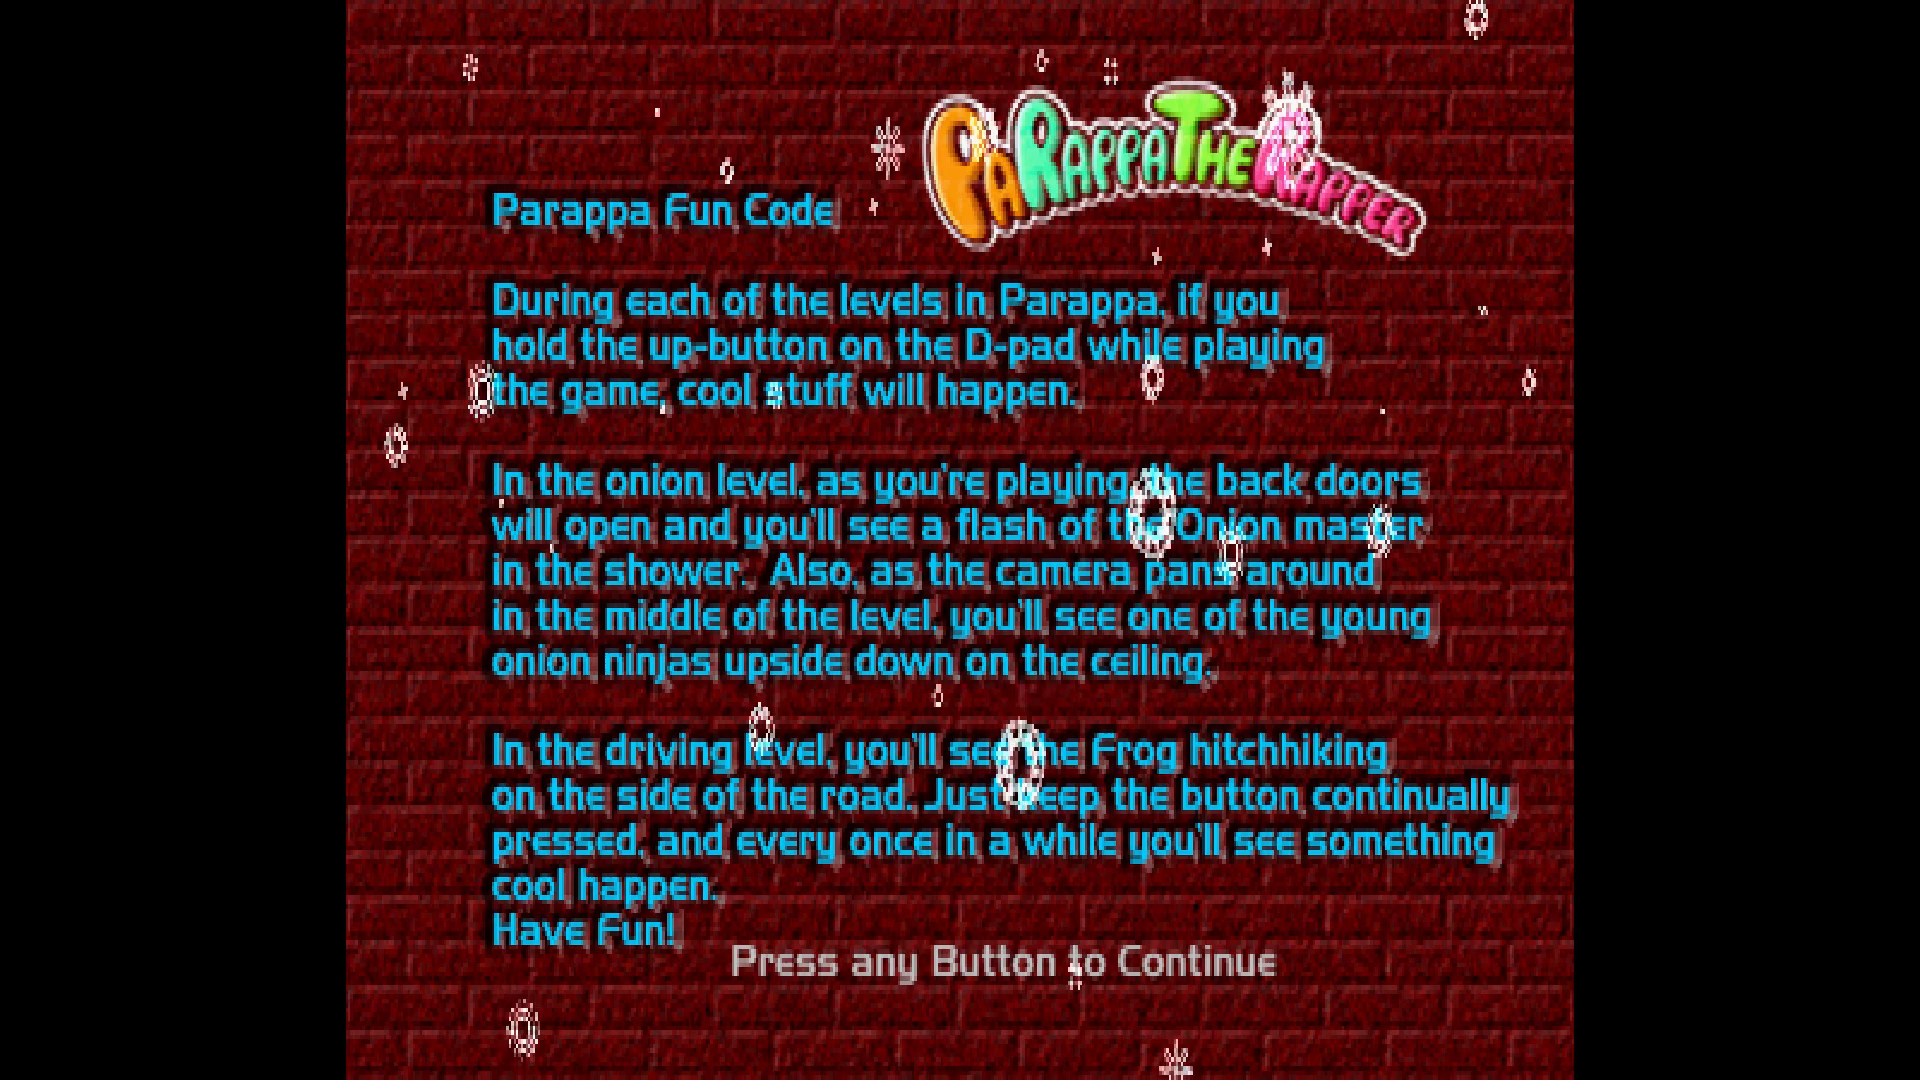 PaRappa The Rapper
Parappa Fun Code
During each of the levels in Parappa, if you
hold the up-button on the D-pad while playing
the game, cool stuff will happen.
In the onion level, as you're playing, the back doors
will open and you'll see a flash of the Onion master
in the shower. Also, as the camera pans around
in the middle of the level, you'll see one of the young
onion ninjas upside down on the ceiling.
In the driving level, you'll see the Frog hitchhiking
on the side of the road. Just keep the button continually
pressed, and every once in a while you'll see something
cool happen.
Have Fun!
Press any Button to Continue